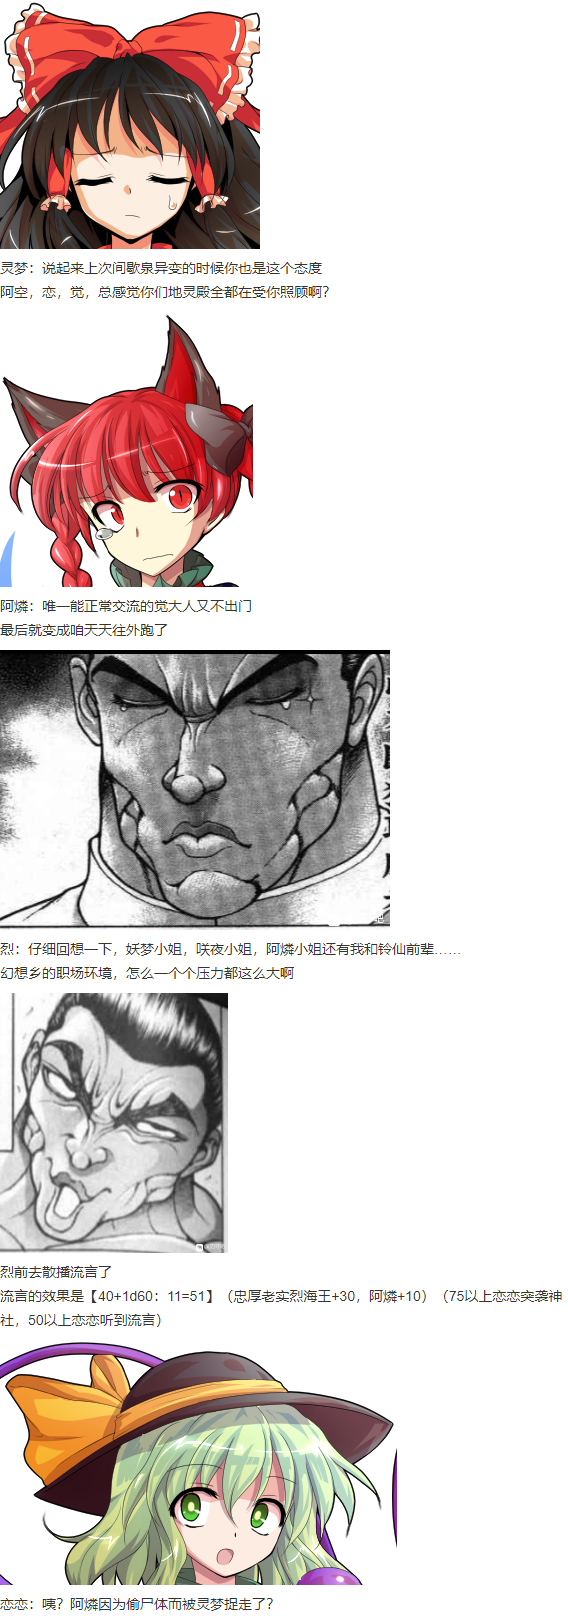 灵梦：说起来上次间歇泉异变的时候你也是这个态度
阿空，恋，觉，总感觉你们地灵殿全都在受你照顾啊？
阿燐：唯一能正常交流的觉大人又不出门
最后就变成咱天天往外跑了
烈：仔细回想一下，妖梦小姐，咲夜小姐，阿燐小姐还有我和铃仙前辈……
幻想乡的职场环境，怎么一个个压力都这么大啊
烈前去散播流言了
流言的效果是【40+1d60：11=51】（忠厚老实烈海王+30，阿燐+10）（75以上恋恋突袭神
社，50以上恋恋听到流言）
恋恋：咦？阿燐因为偷尸体而被灵梦捉走了？